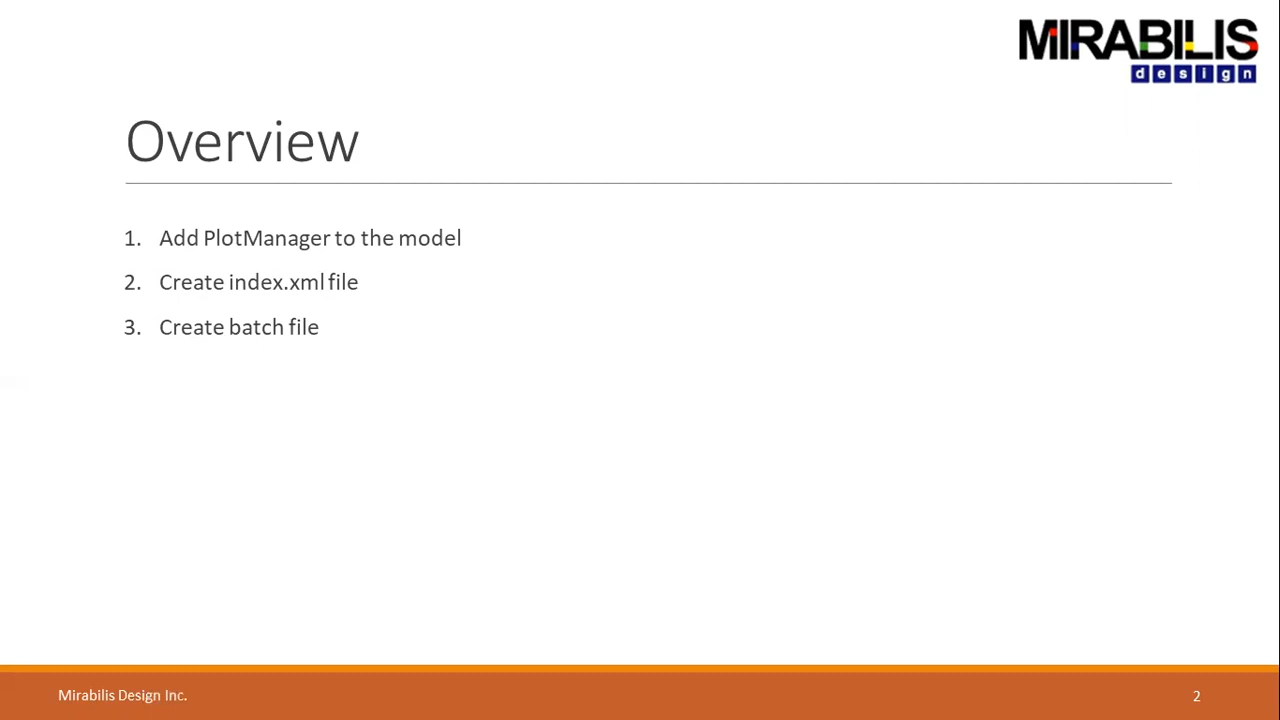 MIRABILIS
design
Overview
1. Add PlotManager to the model
2. Create index.xml file
3. Create batch file
Mirabilis Design Inc.
2